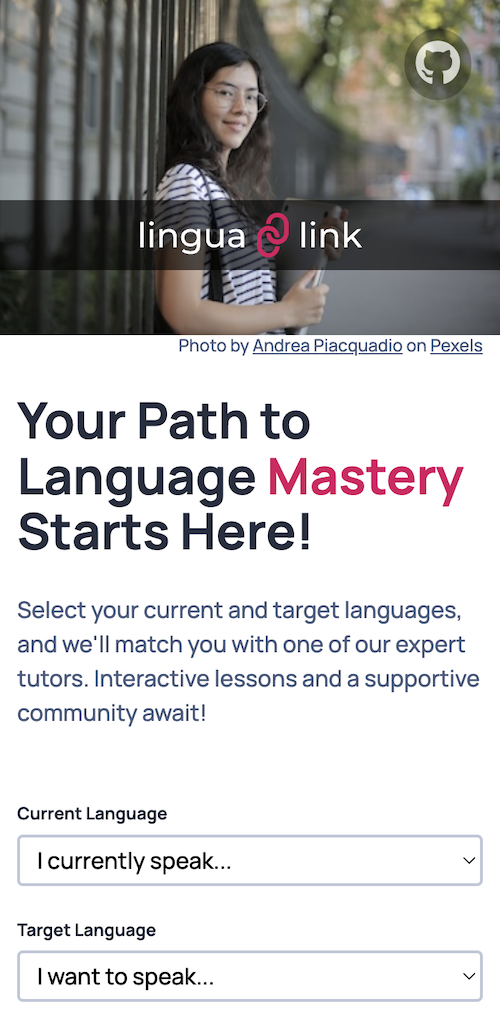 lingua link
Photo by Andrea Piacquadio on Pexels
Your Path to
Language Mastery
Starts Here!
Select your current and target languages,
and we'll match you with one of our expert
tutors. Interactive lessons and a supportive
community await!
Current Language
I currently speak...
Target Language
I want to speak...